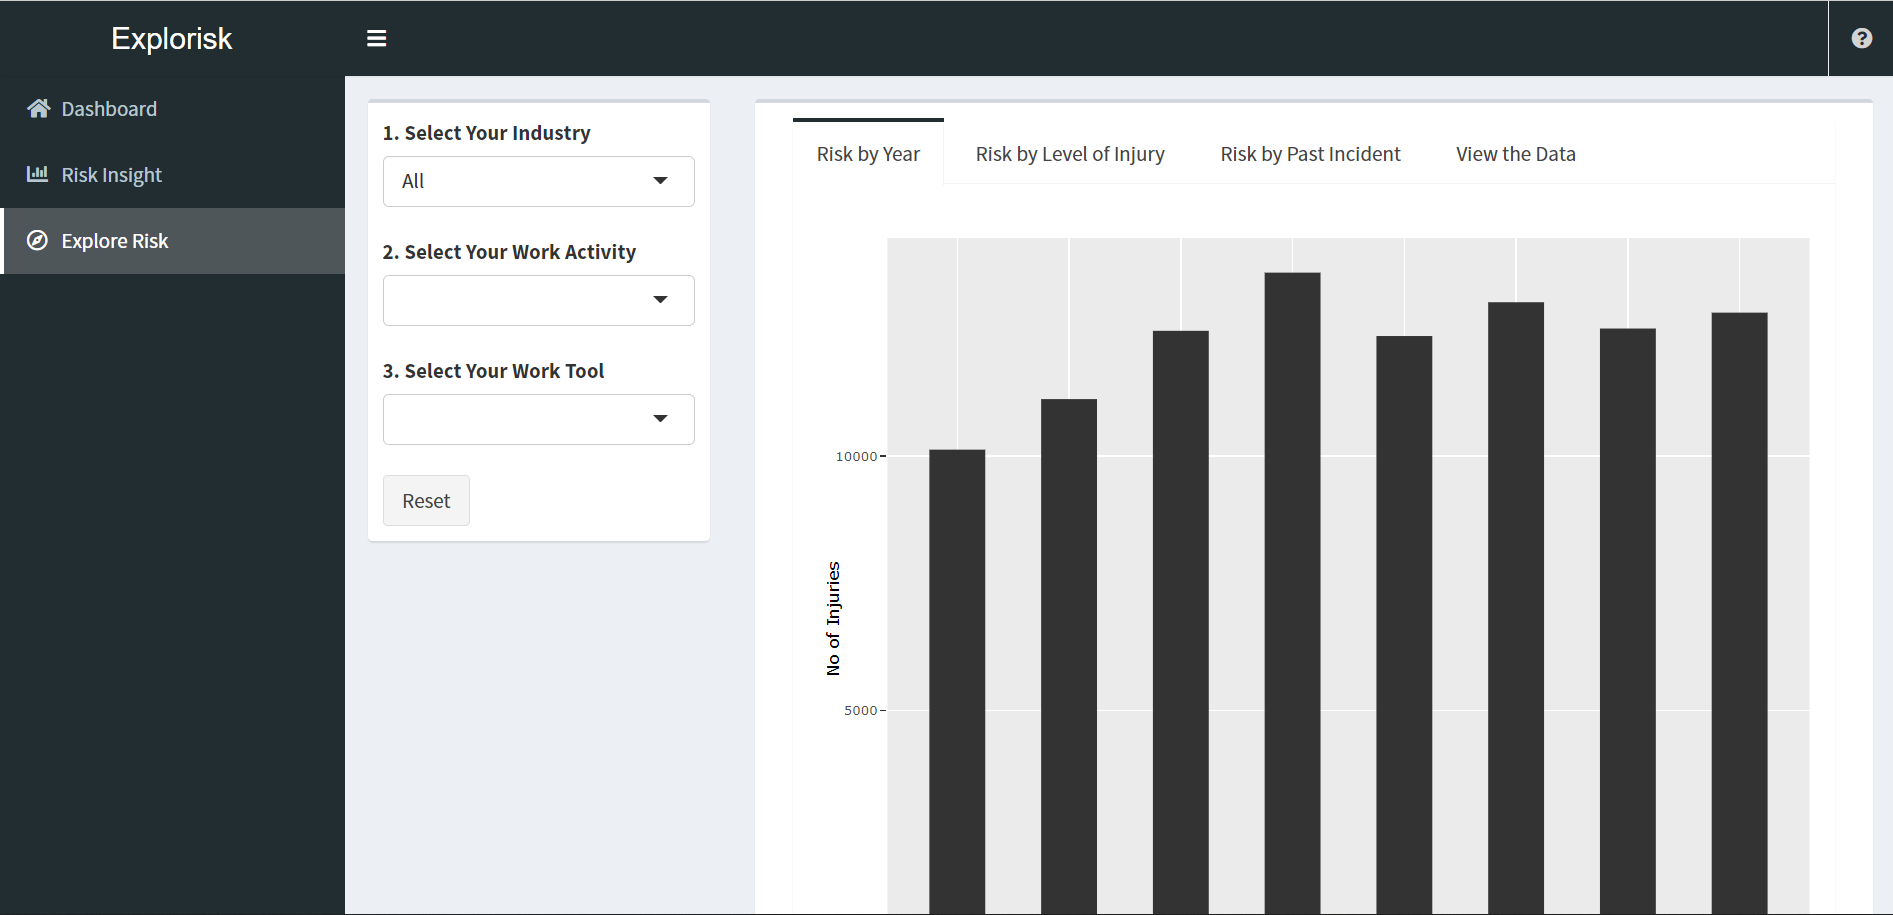 Explorisk
Dashboard
Risk Insight
Explore Risk
1. Select Your Industry
All
2. Select Your Work Activity
3. Select Your Work Tool
Reset
Risk by Year
Risk by Level of Injury
Risk by Past Incident
View the Data
10000
No of Injuries
5000